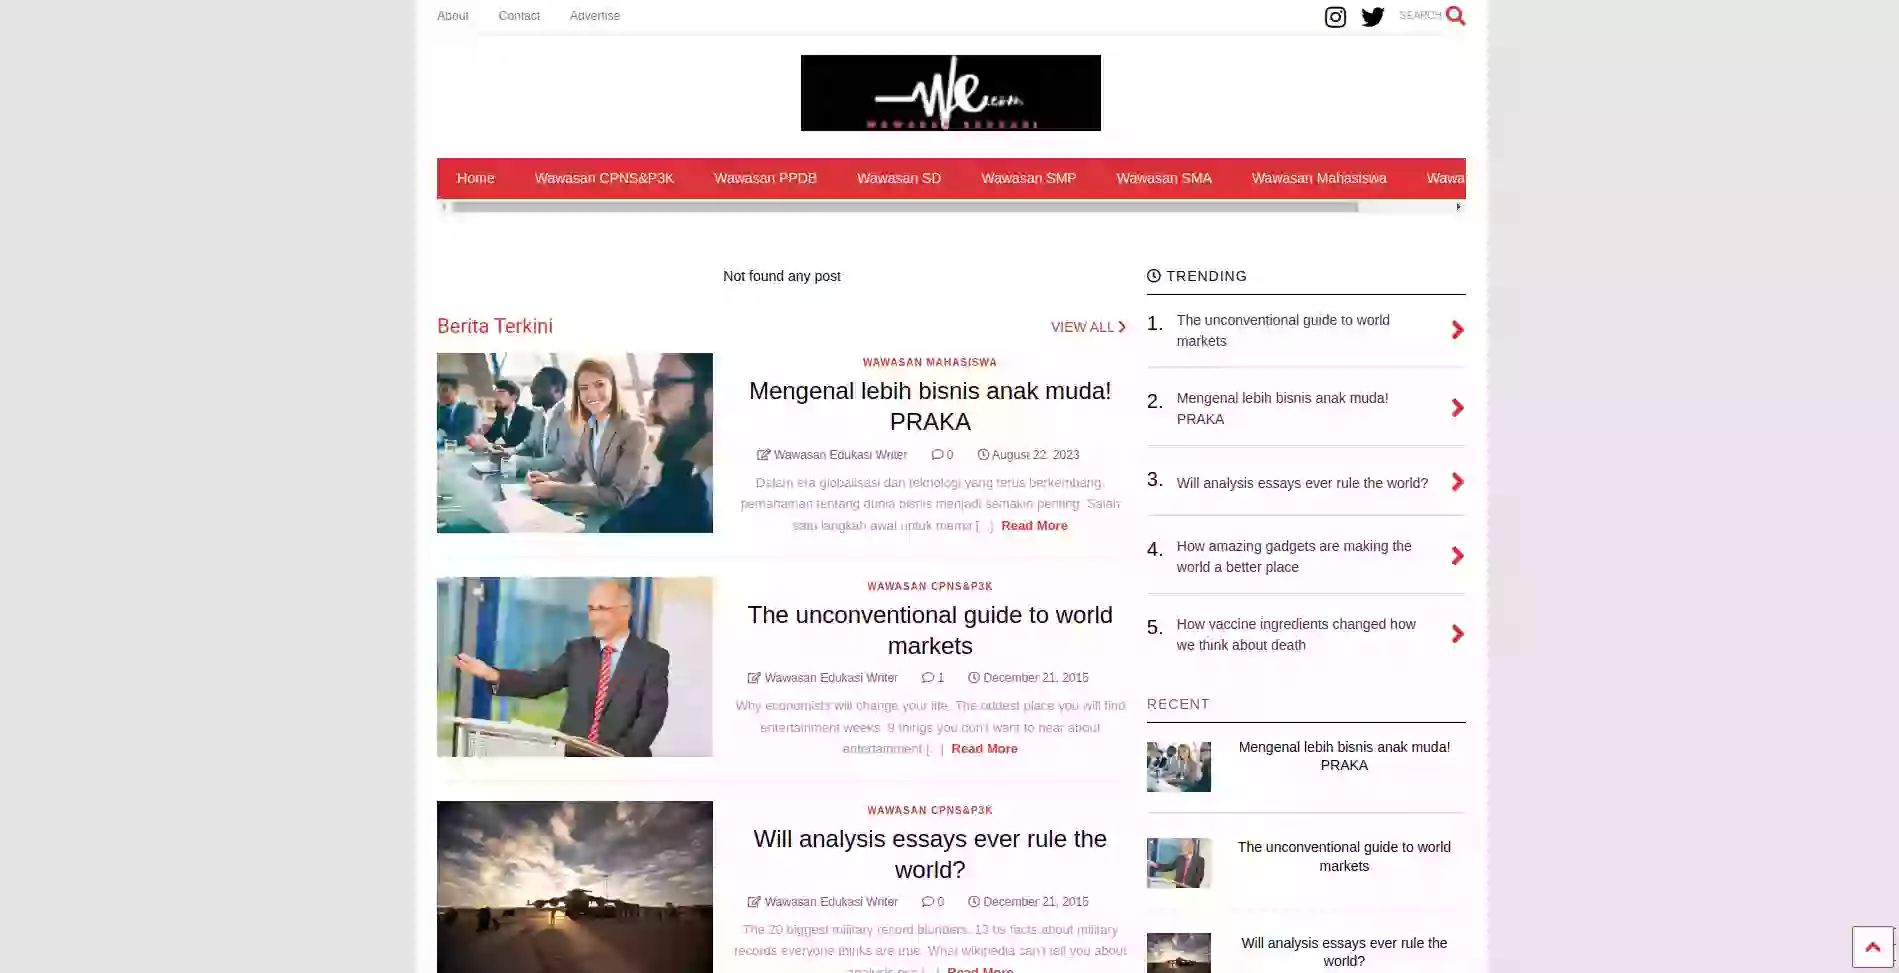 About
Contact
Advertise
SEARCH
We.com
WAWASAN EDUKASI
Home
Wawasan CPNS&P3K
Wawasan PPDB
Wawasan SD
Wawasan SMP
Wawasan SMA
Wawasan Mahasiswa
Wawa
Not found any post
Berita Terkini
VIEW ALL
WAWASAN MAHASISWA
Mengenal lebih bisnis anak muda!
PRAKA
Wawasan Edukasi Writer
0
August 22, 2023
Dalam era globalisasi dan teknologi yang terus berkembang,
pemahaman tentang dunia bisnis menjadi semakin penting. Salah
satu langkah awal untuk mema [...] Read More
WAWASAN CPNS&P3K
The unconventional guide to world
markets
Wawasan Edukasi Writer
1
December 21, 2015
Why economists will change your life. The oddest place you will find
entertainment weeks. 9 things you don't want to hear about
entertainment [...] Read More
WAWASAN CPNS&P3K
Will analysis essays ever rule the
world?
Wawasan Edukasi Writer
0
December 21, 2015
The 20 biggest military record blunders. 13 bs facts about military
records everyone thinks are true. What wikipedia can't tell you about
analysis ess [...] Read More
TRENDING
1. The unconventional guide to world
markets
2. Mengenal lebih bisnis anak muda!
PRAKA
3. Will analysis essays ever rule the world?
4. How amazing gadgets are making the
world a better place
5. How vaccine ingredients changed how
we think about death
RECENT
Mengenal lebih bisnis anak muda!
PRAKA
The unconventional guide to world
markets
Will analysis essays ever rule the
world?